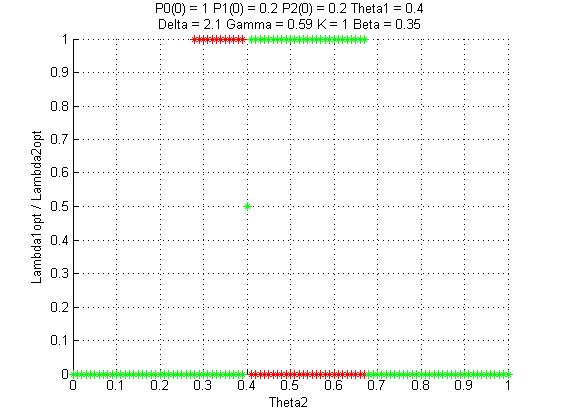 P0(0) = 1 P1(0) = 0.2 P2(0) = 0.2 Theta1 = 0.4
Delta = 2.1 Gamma = 0.59 K = 1 Beta = 0.35
Lambda1opt / Lambda2opt
1
0.9
0.8
0.7
0.6
0.5
0.4
0.3
0.2
0.1
0
0 0.1 0.2 0.3 0.4 0.5 0.6 0.7 0.8 0.9 1
Theta2